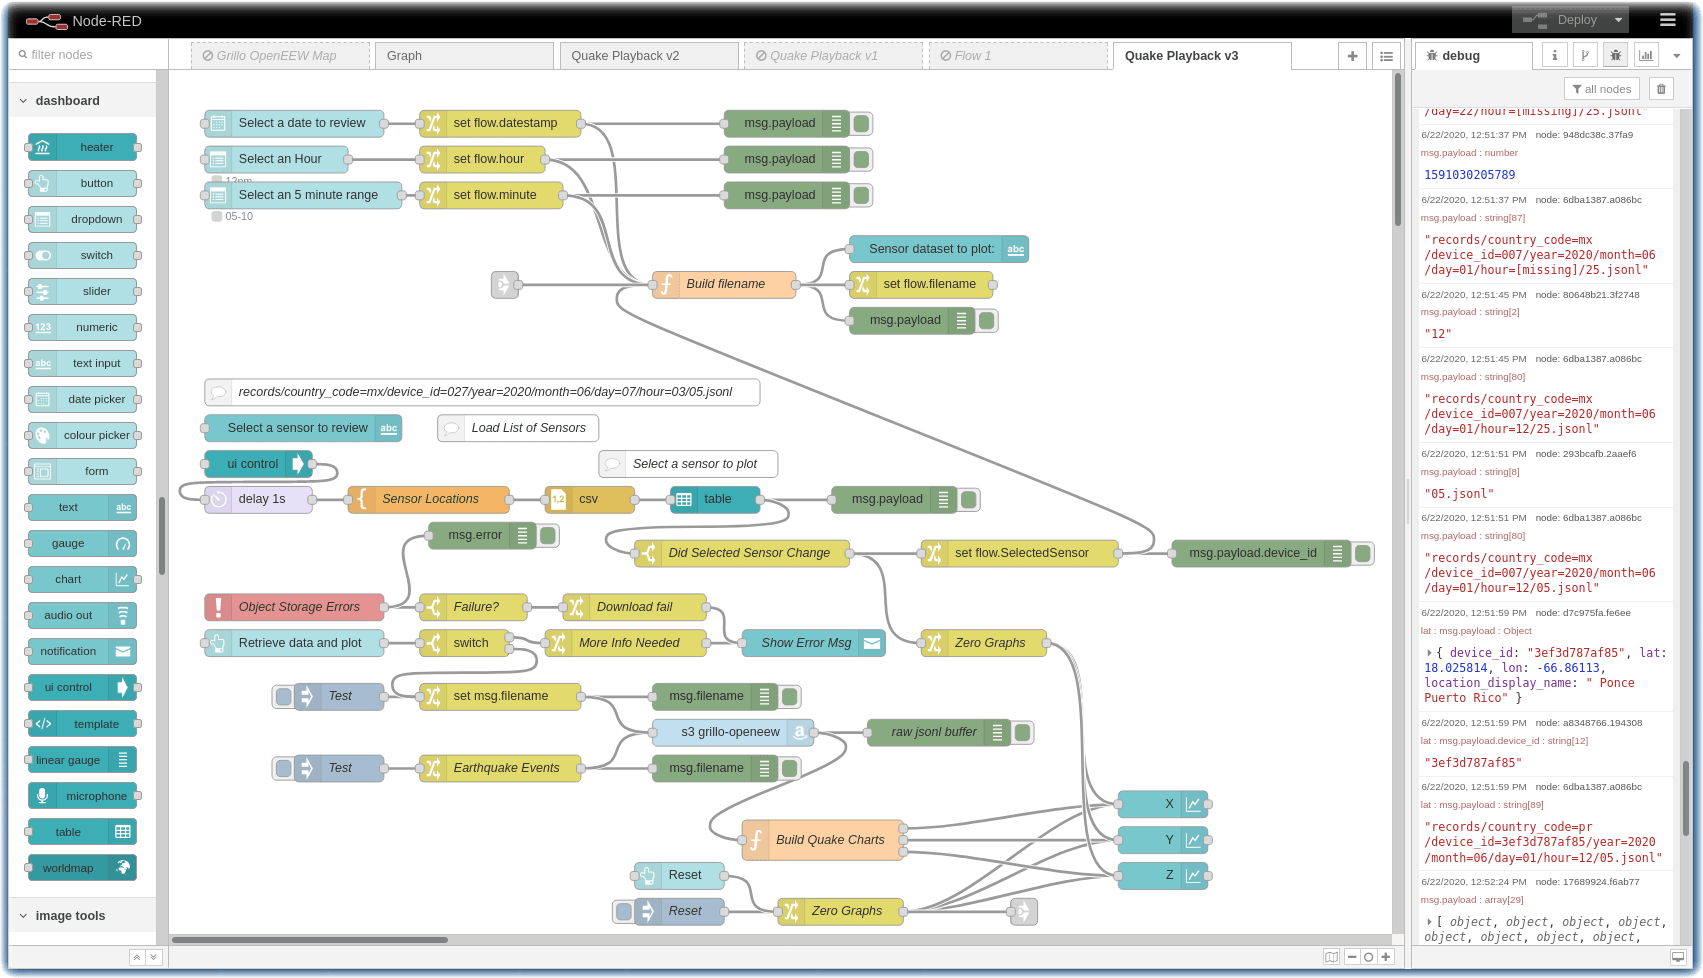 Node-RED
Deploy
filter nodes
Grillo OpenEEW Map
Graph
Quake Playback v2
Quake Playback v1
Flow 1
Quake Playback v3
debug
all nodes
dashboard
heater
button
dropdown
switch
slider
123 numeric
abc text input
date picker
colour picker
form
text abc
gauge
chart
audio out
notification
ui control
</> template
linear gauge
microphone
table
worldmap
image tools
Select a date to review
set flow.datestamp
msg.payload
Select an Hour
set flow.hour
msg.payload
12pm
Select an 5 minute range
set flow.minute
msg.payload
05-10
Sensor dataset to plot: abc
Build filename
set flow.filename
msg.payload
records/country_code=mx/device_id=027/year=2020/month=06/day=07/hour=03/05.jsonl
Select a sensor to review abc
Load List of Sensors
ui control
Select a sensor to plot
delay 1s
Sensor Locations
1,2 csv
table
msg.payload
msg.error
Did Selected Sensor Change
set flow.SelectedSensor
msg.payload.device_id
Object Storage Errors
Failure?
Download fail
Retrieve data and plot
switch
More Info Needed
Show Error Msg
Zero Graphs
Test
set msg.filename
msg.filename
s3 grillo-openeew
raw jsonl buffer
Test
Earthquake Events
msg.filename
X
Build Quake Charts
Y
Reset
Z
Reset
Zero Graphs
/day=22/hour=[missing]/25.jsonl"
6/22/2020, 12:51:37 PM node: 948dc38c.37fa9
msg.payload : number
1591030205789
6/22/2020, 12:51:37 PM node: 6dba1387.a086bc
msg.payload : string[87]
"records/country_code=mx
/device_id=007/year=2020/month=06
/day=01/hour=[missing]/25.jsonl"
6/22/2020, 12:51:45 PM node: 80648b21.3f2748
msg.payload : string[2]
"12"
6/22/2020, 12:51:45 PM node: 6dba1387.a086bc
msg.payload : string[80]
"records/country_code=mx
/device_id=007/year=2020/month=06
/day=01/hour=12/25.jsonl"
6/22/2020, 12:51:51 PM node: 293bcafb.2aaef6
msg.payload : string[8]
"05.jsonl"
6/22/2020, 12:51:51 PM node: 6dba1387.a086bc
msg.payload : string[80]
"records/country_code=mx
/device_id=007/year=2020/month=06
/day=01/hour=12/05.jsonl"
6/22/2020, 12:51:59 PM node: d7c975fa.fe6ee
lat : msg.payload : Object
{ device_id: "3ef3d787af85", lat:
18.025814, lon: -66.86113,
location_display_name: " Ponce
Puerto Rico" }
6/22/2020, 12:51:59 PM node: a8348766.194308
lat : msg.payload.device_id : string[12]
"3ef3d787af85"
6/22/2020, 12:51:59 PM node: 6dba1387.a086bc
lat : msg.payload : string[89]
"records/country_code=pr
/device_id=3ef3d787af85/year=2020
/month=06/day=01/hour=12/05.jsonl"
6/22/2020, 12:52:24 PM node: 17689924.f6ab77
msg.payload : array[29]
[ object, object, object, object,
object, object, object, object,